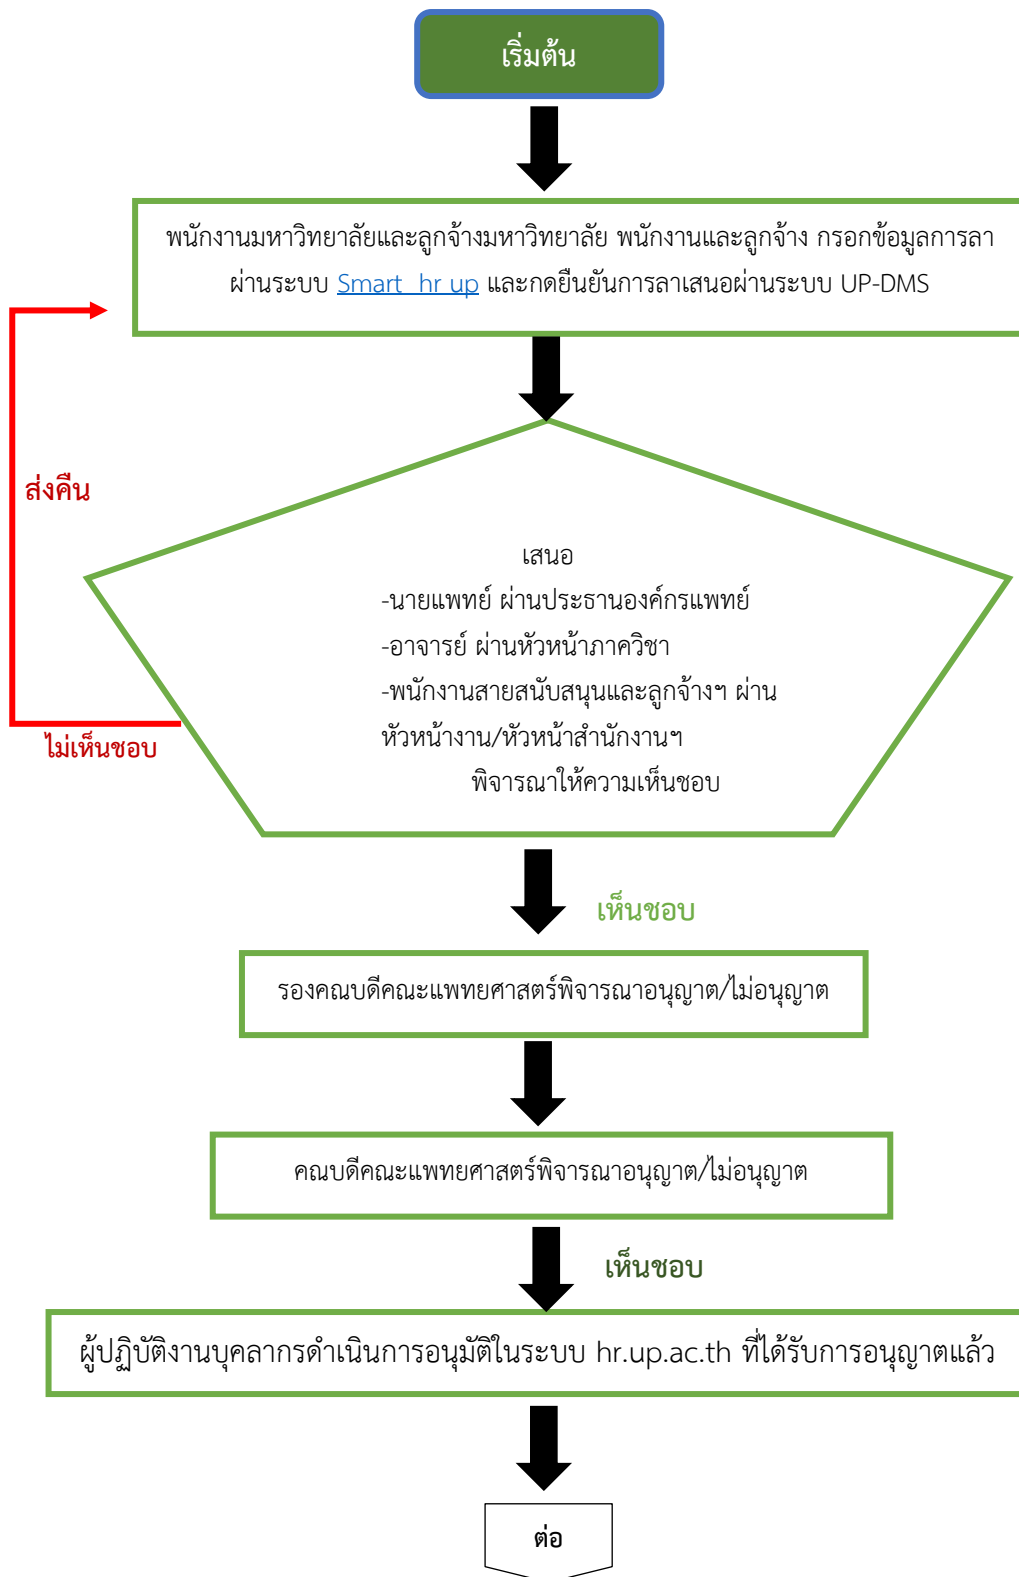 เริ่มต้น
พนักงานมหาวิทยาลัยและลูกจ้างมหาวิทยาลัย พนักงานและลูกจ้าง กรอกข้อมูลการลา
ผ่านระบบ Smart hr up และกดยืนยันการลาเสนอผ่านระบบ UP-DMS
ส่งคืน
เสนอ
-นายแพทย์ ผ่านประธานองค์กรแพทย์
-อาจารย์ ผ่านหัวหน้าภาควิชา
-พนักงานสายสนับสนุนและลูกจ้างฯ ผ่าน
หัวหน้างาน/หัวหน้าสำนักงานฯ
พิจารณาให้ความเห็นชอบ
ไม่เห็นชอบ
เห็นชอบ
รองคณบดีคณะแพทยศาสตร์พิจารณาอนุญาต/ไม่อนุญาต
คณบดีคณะแพทยศาสตร์พิจารณาอนุญาต/ไม่อนุญาต
เห็นชอบ
ผู้ปฏิบัติงานบุคลากรดำเนินการอนุมัติในระบบ hr.up.ac.th ที่ได้รับการอนุญาตแล้ว
ต่อ